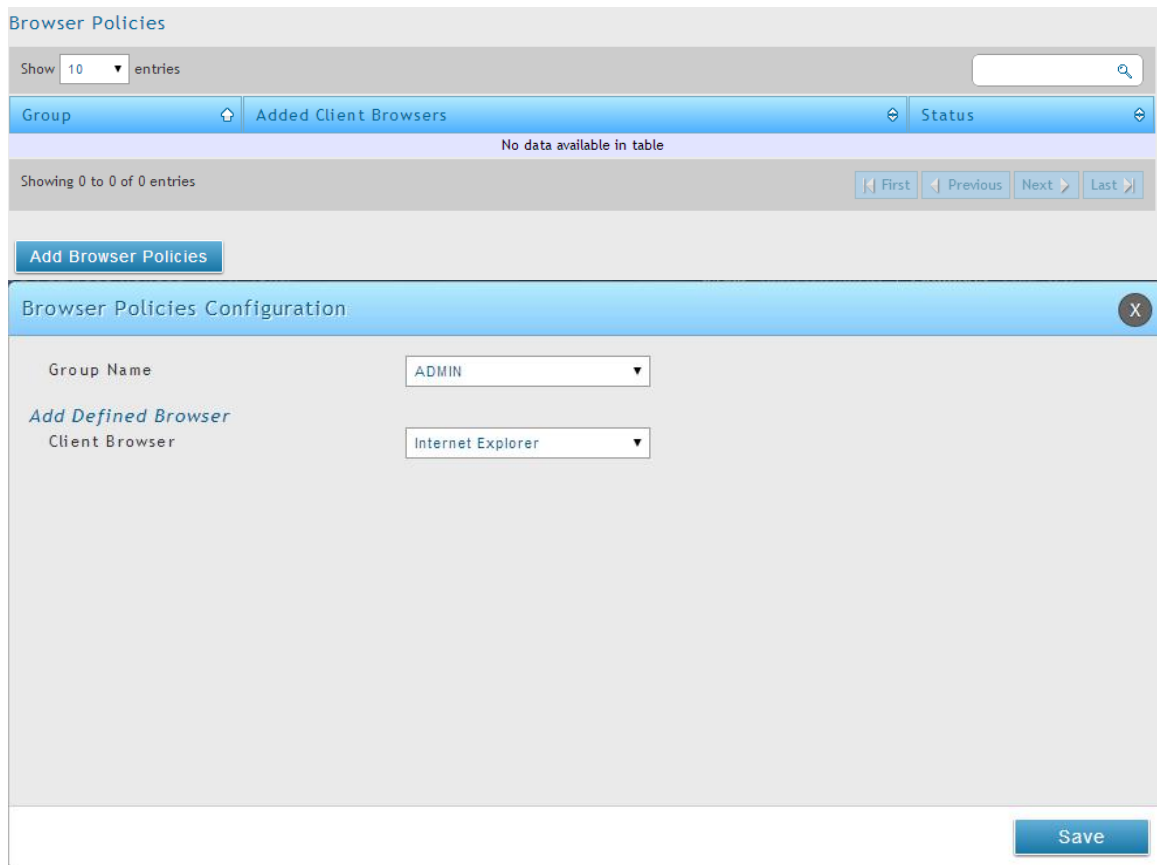 Browser Policies
Show 10 entries
Group Added Client Browsers Status
No data available in table
Showing 0 to 0 of 0 entries
First Previous Next Last
Add Browser Policies
Browser Policies Configuration
X
Group Name ADMIN
Add Defined Browser
Client Browser Internet Explorer
Save